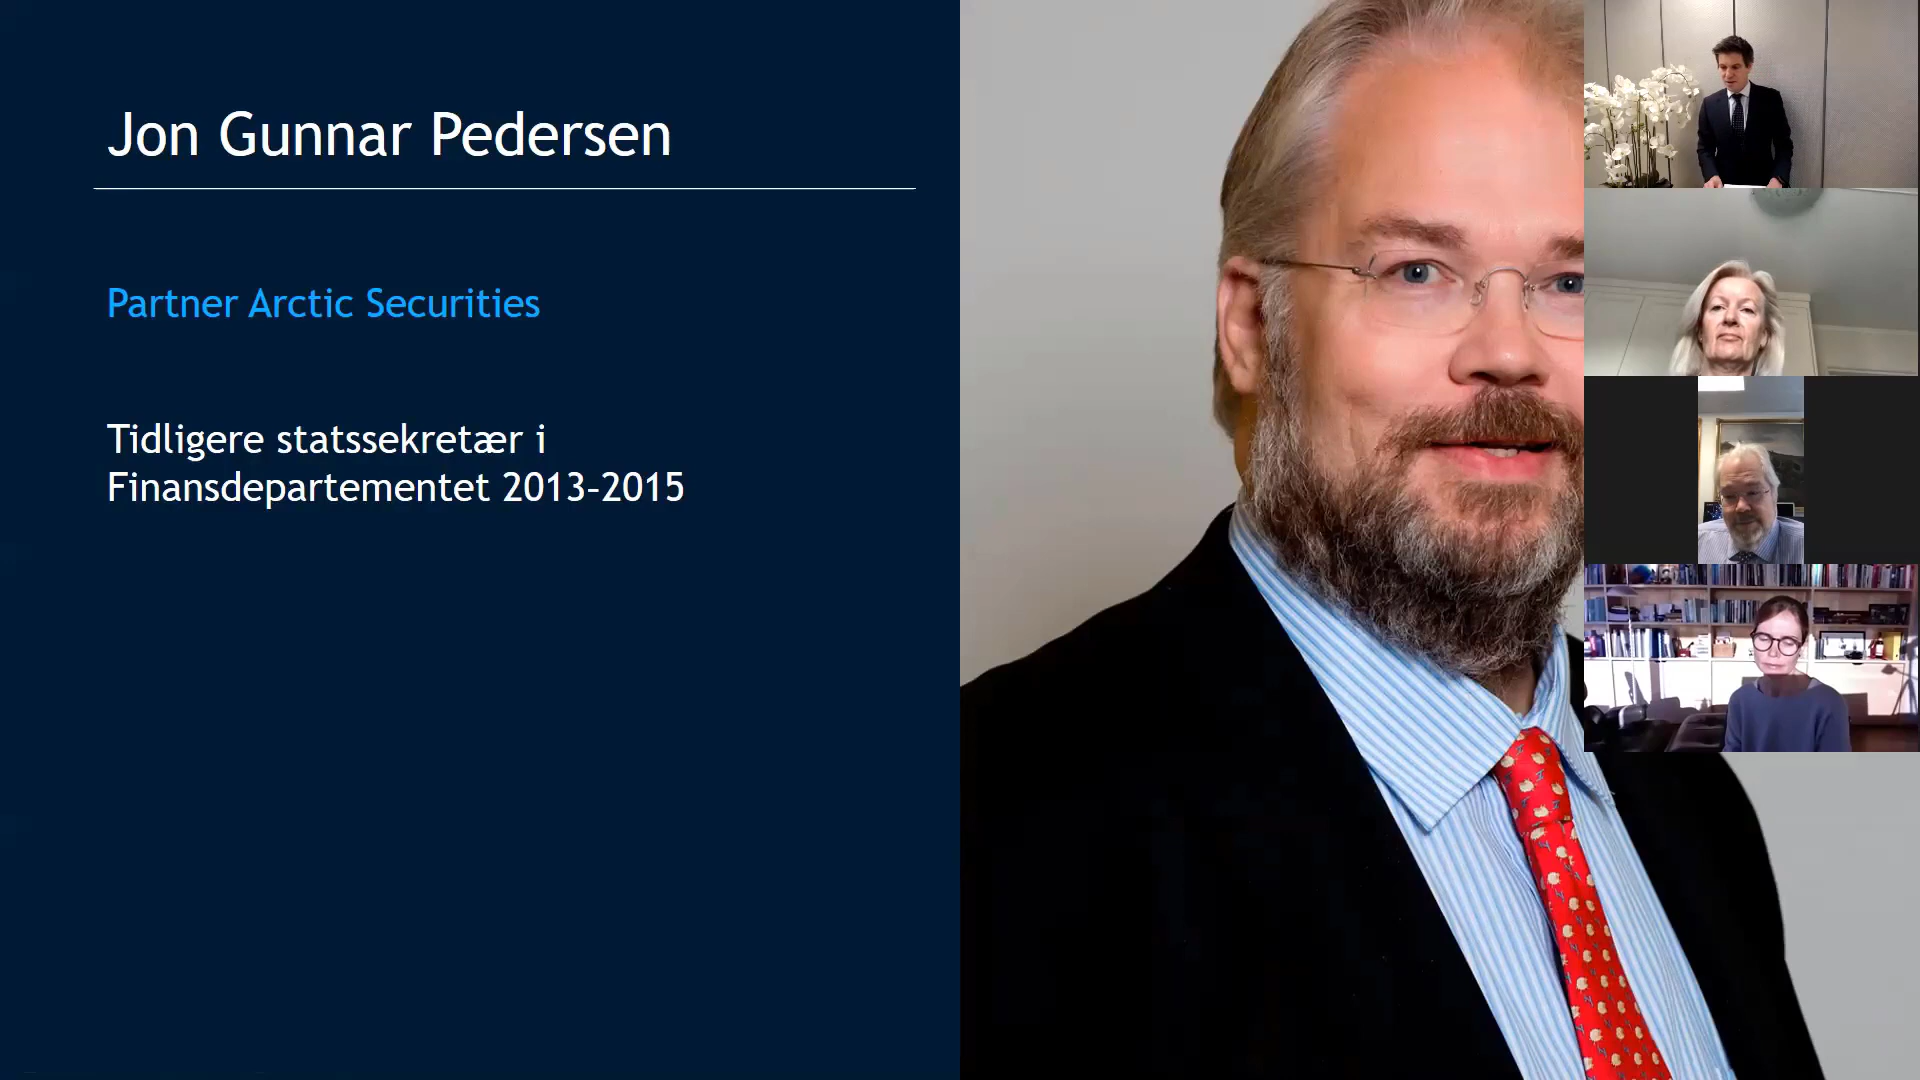 Jon Gunnar Pedersen
Partner Arctic Securities
Tidligere statssekretær i
Finansdepartementet 2013-2015